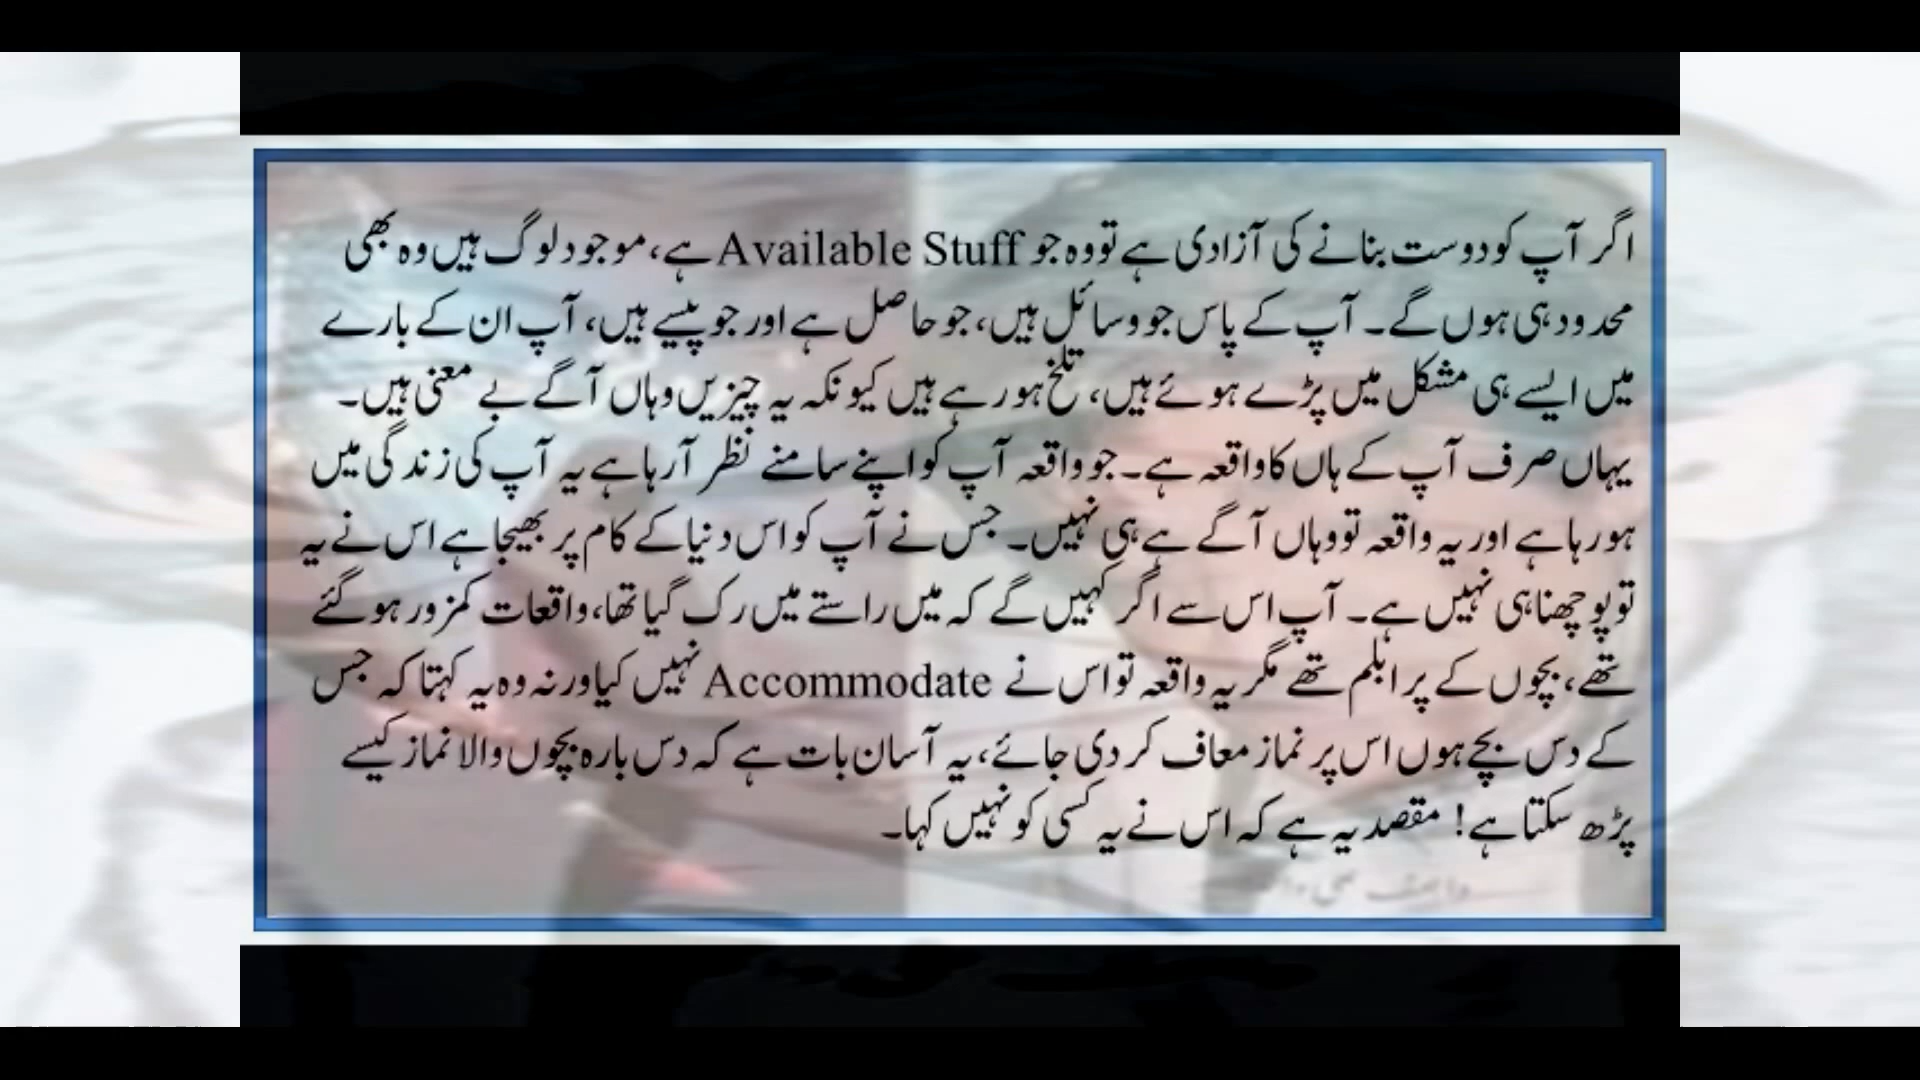 اگر آپ کو دوست بنانے کی آزادی ہے تو وہ جو Available Stuff ہے، موجود لوگ ہیں وہ بھی
محدود ہی ہوں گے۔ آپ کے پاس جو وسائل ہیں، جو حاصل ہے اور جو پیسے ہیں، آپ ان کے بارے
میں ایسے ہی مشکل میں پڑے ہوئے ہیں، تلخ ہو رہے ہیں کیونکہ یہ چیزیں وہاں آگے بے معنی ہیں۔
یہاں صرف آپ کے ہاں کا واقعہ ہے۔ جو واقعہ آپ کو اپنے سامنے نظر آ رہا ہے یہ آپ کی زندگی میں
ہو رہا ہے اور یہ واقعہ تو وہاں آگے ہے ہی نہیں۔ جس نے آپ کو اس دنیا کے کام پر بھیجا ہے اس نے یہ
تو پوچھنا ہی نہیں ہے۔ آپ اس سے اگر کہیں گے کہ میں راستے میں رک گیا تھا، واقعات کمزور ہو گئے
تھے، بچوں کے پرابلم تھے مگر یہ واقعہ تو اس نے Accommodate نہیں کیا ورنہ وہ یہ کہتا کہ جس
کے دس بچے ہوں اس پر نماز معاف کر دی جائے، یہ آسان بات ہے کہ دس بارہ بچوں والا نماز کیسے
پڑھ سکتا ہے! مقصد یہ ہے کہ اس نے یہ کسی کو نہیں کہا۔